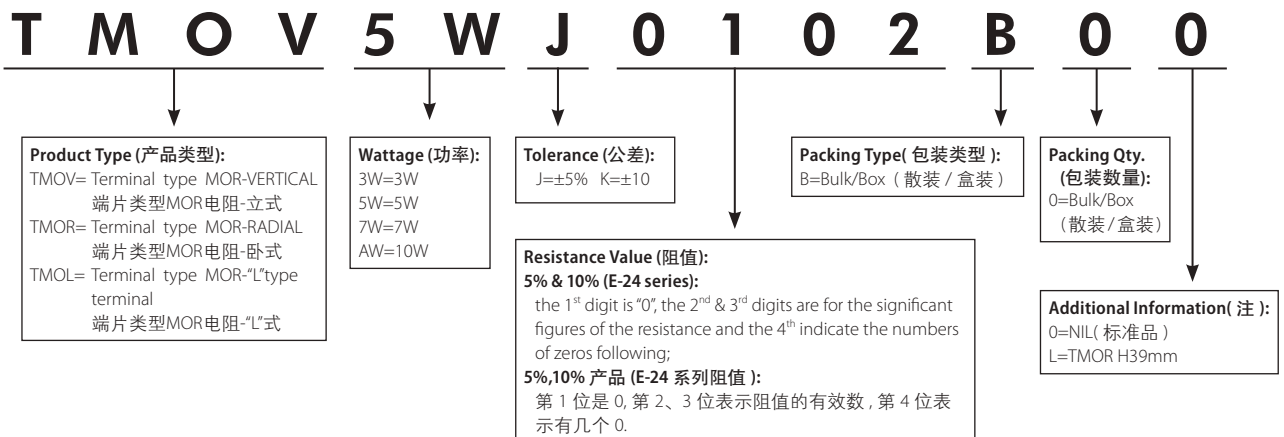 T M O V 5 W J 0 1 0 2 B 0 0
Product Type (产品类型):
TMOV= Terminal type MOR-VERTICAL
端片类型MOR电阻-立式
TMOR= Terminal type MOR-RADIAL
端片类型MOR电阻-卧式
TMOL= Terminal type MOR-“L”type
terminal
端片类型MOR电阻-“L”式
Wattage (功率):
3W=3W
5W=5W
7W=7W
AW=10W
Tolerance (公差):
J=±5% K=±10
Resistance Value (阻值):
5% & 10% (E-24 series):
the 1st digit is “0”, the 2nd & 3rd digits are for the significant
figures of the resistance and the 4th indicate the numbers
of zeros following;
5%,10% 产品 (E-24 系列阻值 ):
第 1 位是 0, 第 2、3 位表示阻值的有效数 , 第 4 位表
示有几个 0.
Packing Type( 包装类型 ):
B=Bulk/Box ( 散装 / 盒装 )
Packing Qty.
(包装数量):
0=Bulk/Box
(散装/盒装)
Additional Information( 注 ):
0=NIL( 标准品 )
L=TMOR H39mm